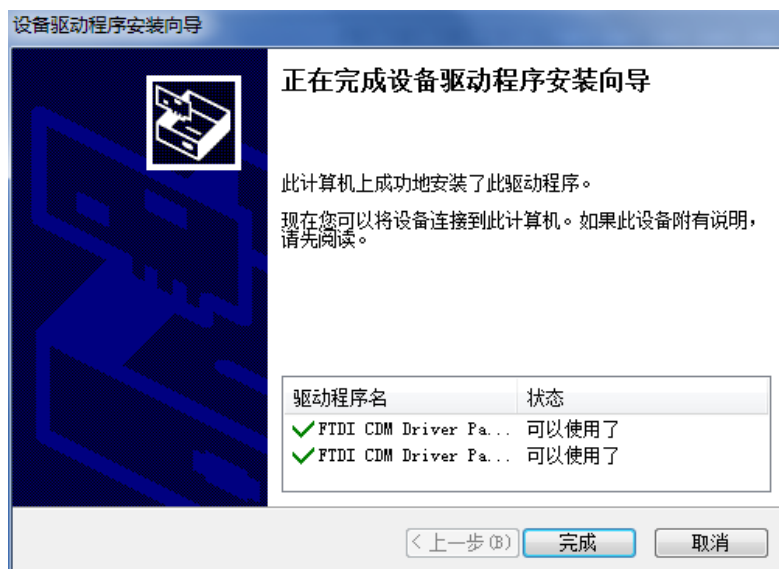 设备驱动程序安装向导
正在完成设备驱动程序安装向导
此计算机上成功地安装了此驱动程序。
现在您可以将设备连接到此计算机。如果此设备附有说明，
请先阅读。
驱动程序名 状态
FTDI CDM Driver Pa... 可以使用了
FTDI CDM Driver Pa... 可以使用了
< 上一步(B) 完成 取消